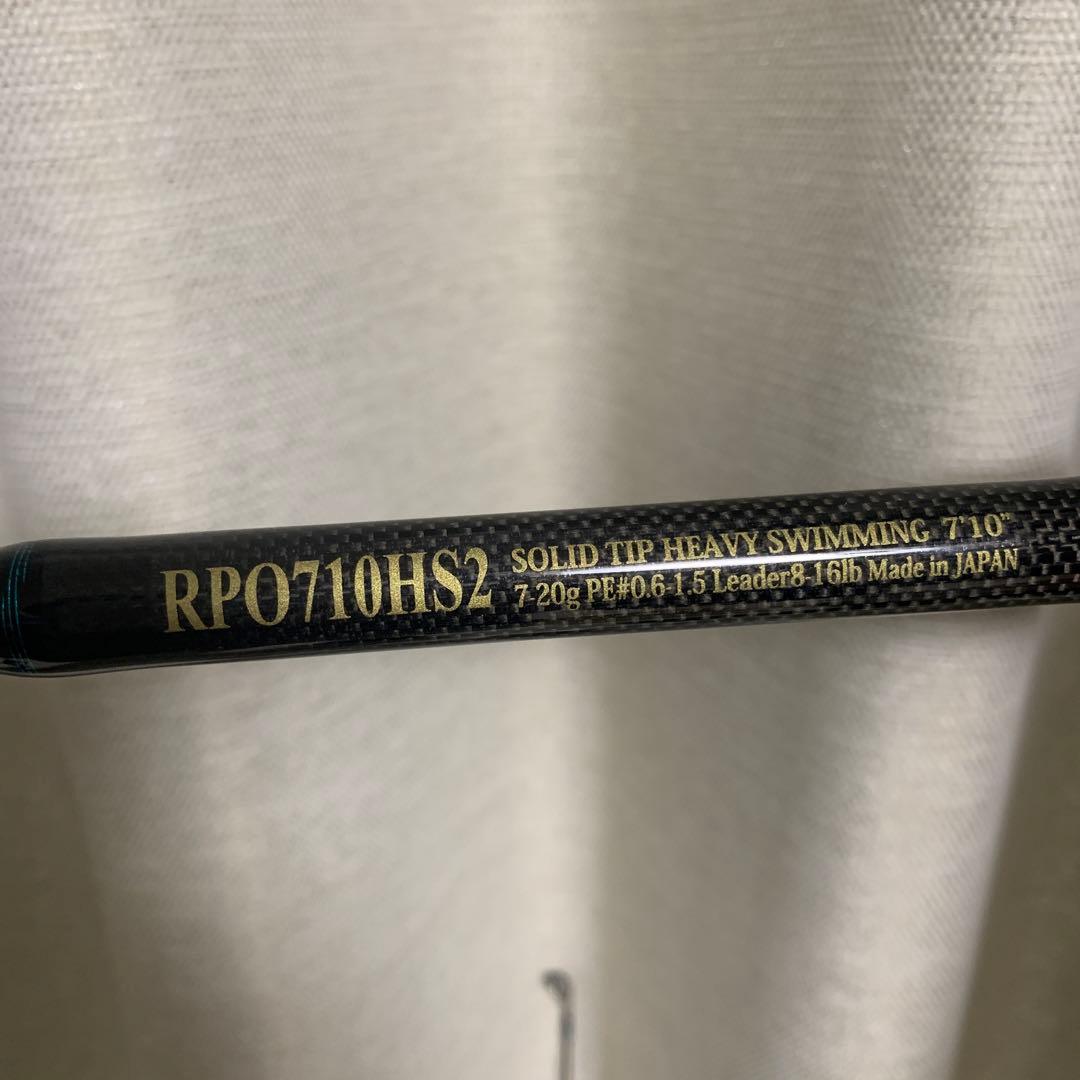 RPO710HS2
SOLID TIP HEAVY SWIMMING 7'10"
7-20g PE#0.6-1.5 Leader8-16lb Made in JAPAN